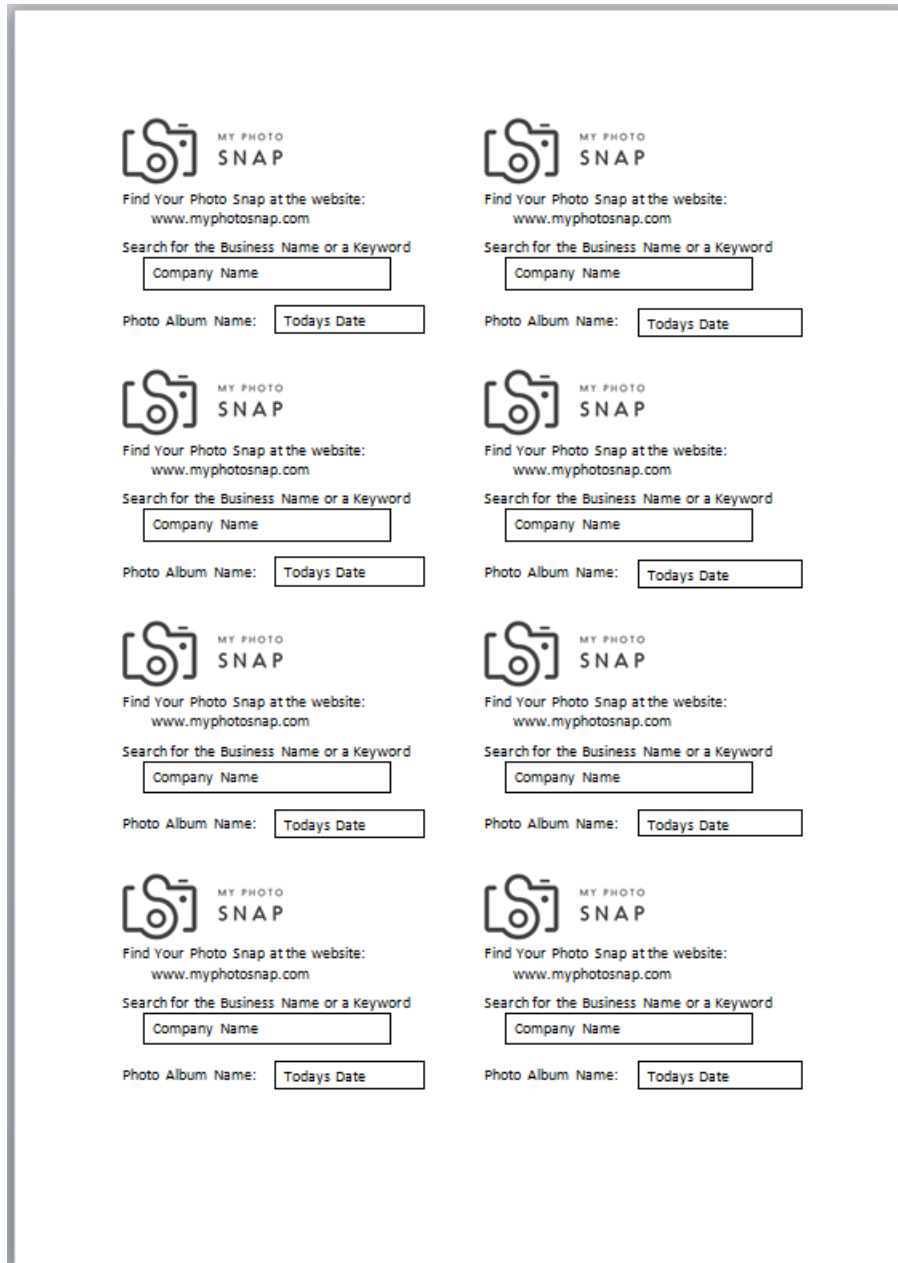 MY PHOTO
SNAP
Find Your Photo Snap at the website:
www.myphotosnap.com
Search for the Business Name or a Keyword
Company Name
Photo Album Name: Todays Date
MY PHOTO
SNAP
Find Your Photo Snap at the website:
www.myphotosnap.com
Search for the Business Name or a Keyword
Company Name
Photo Album Name: Todays Date
MY PHOTO
SNAP
Find Your Photo Snap at the website:
www.myphotosnap.com
Search for the Business Name or a Keyword
Company Name
Photo Album Name: Todays Date
MY PHOTO
SNAP
Find Your Photo Snap at the website:
www.myphotosnap.com
Search for the Business Name or a Keyword
Company Name
Photo Album Name: Todays Date
MY PHOTO
SNAP
Find Your Photo Snap at the website:
www.myphotosnap.com
Search for the Business Name or a Keyword
Company Name
Photo Album Name: Todays Date
MY PHOTO
SNAP
Find Your Photo Snap at the website:
www.myphotosnap.com
Search for the Business Name or a Keyword
Company Name
Photo Album Name: Todays Date
MY PHOTO
SNAP
Find Your Photo Snap at the website:
www.myphotosnap.com
Search for the Business Name or a Keyword
Company Name
Photo Album Name: Todays Date
MY PHOTO
SNAP
Find Your Photo Snap at the website:
www.myphotosnap.com
Search for the Business Name or a Keyword
Company Name
Photo Album Name: Todays Date